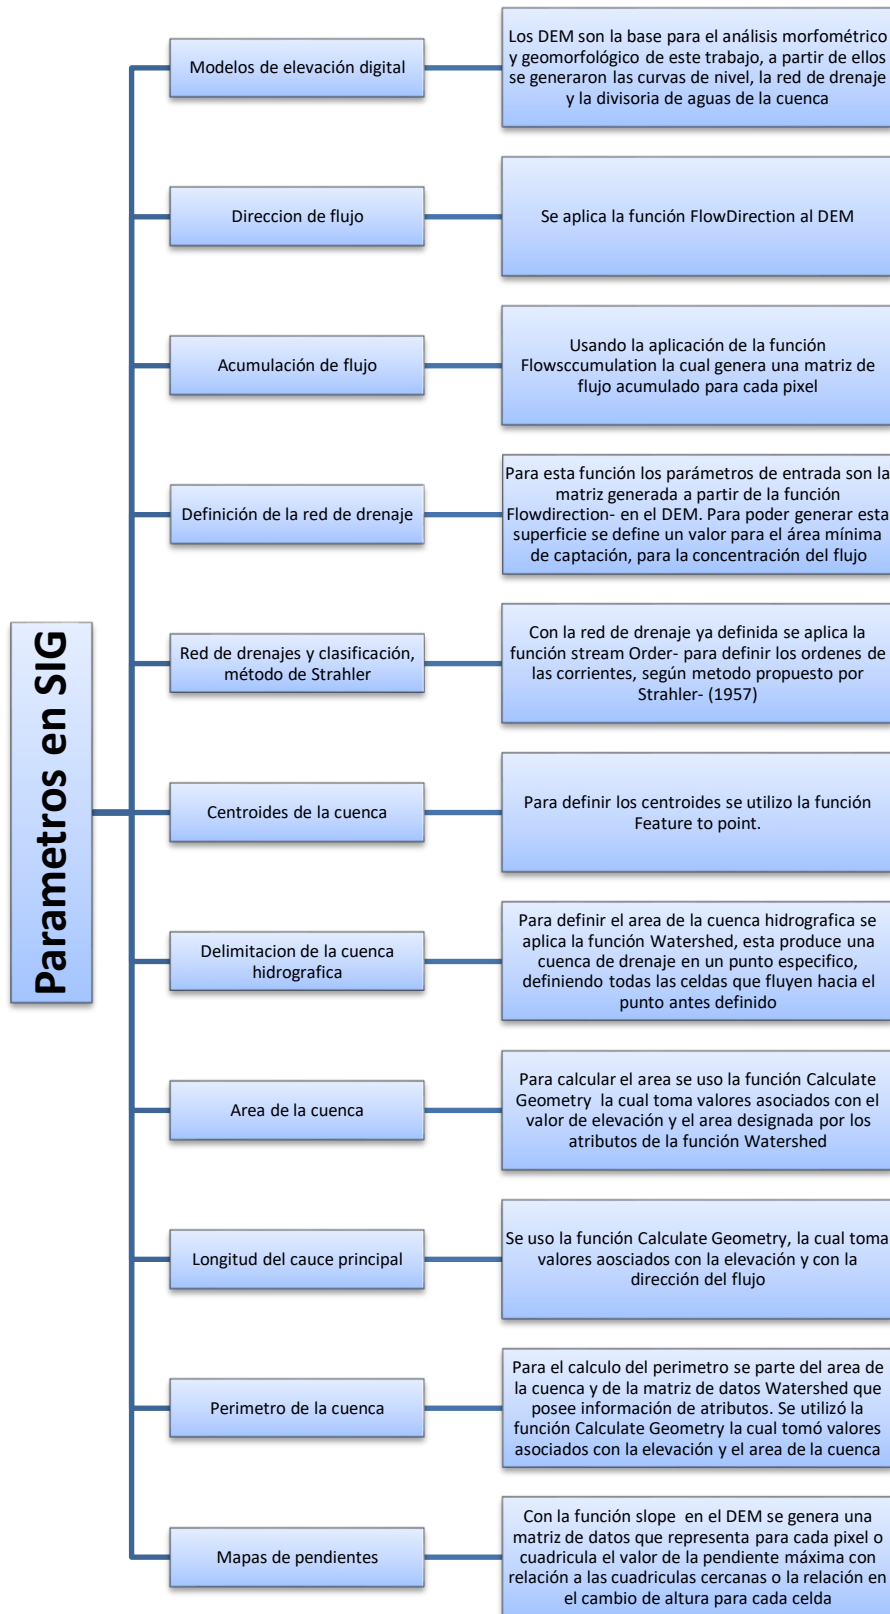 Parametros en SIG
Modelos de elevación digital
Los DEM son la base para el análisis morfométrico
y geomorfológico de este trabajo, a partir de ellos
se generaron las curvas de nivel, la red de drenaje
y la divisoria de aguas de la cuenca
Direccion de flujo
Se aplica la función FlowDirection al DEM
Acumulación de flujo
Usando la aplicación de la función
Flowsccumulation la cual genera una matriz de
flujo acumulado para cada pixel
Definición de la red de drenaje
Para esta función los parámetros de entrada son la
matriz generada a partir de la función
Flowdirection- en el DEM. Para poder generar esta
superficie se define un valor para el área mínima
de captación, para la concentración del flujo
Red de drenajes y clasificación,
método de Strahler
Con la red de drenaje ya definida se aplica la
función stream Order- para definir los ordenes de
las corrientes, según metodo propuesto por
Strahler- (1957)
Centroides de la cuenca
Para definir los centroides se utilizo la función
Feature to point.
Delimitacion de la cuenca
hidrografica
Para definir el area de la cuenca hidrografica se
aplica la función Watershed, esta produce una
cuenca de drenaje en un punto especifico,
definiendo todas las celdas que fluyen hacia el
punto antes definido
Area de la cuenca
Para calcular el area se uso la función Calculate
Geometry la cual toma valores asociados con el
valor de elevación y el area designada por los
atributos de la función Watershed
Longitud del cauce principal
Se uso la función Calculate Geometry, la cual toma
valores aosciados con la elevación y con la
dirección del flujo
Perimetro de la cuenca
Para el calculo del perimetro se parte del area de
la cuenca y de la matriz de datos Watershed que
posee información de atributos. Se utilizó la
función Calculate Geometry la cual tomó valores
asociados con la elevación y el area de la cuenca
Mapas de pendientes
Con la función slope en el DEM se genera una
matriz de datos que representa para cada pixel o
cuadricula el valor de la pendiente máxima con
relación a las cuadriculas cercanas o la relación en
el cambio de altura para cada celda